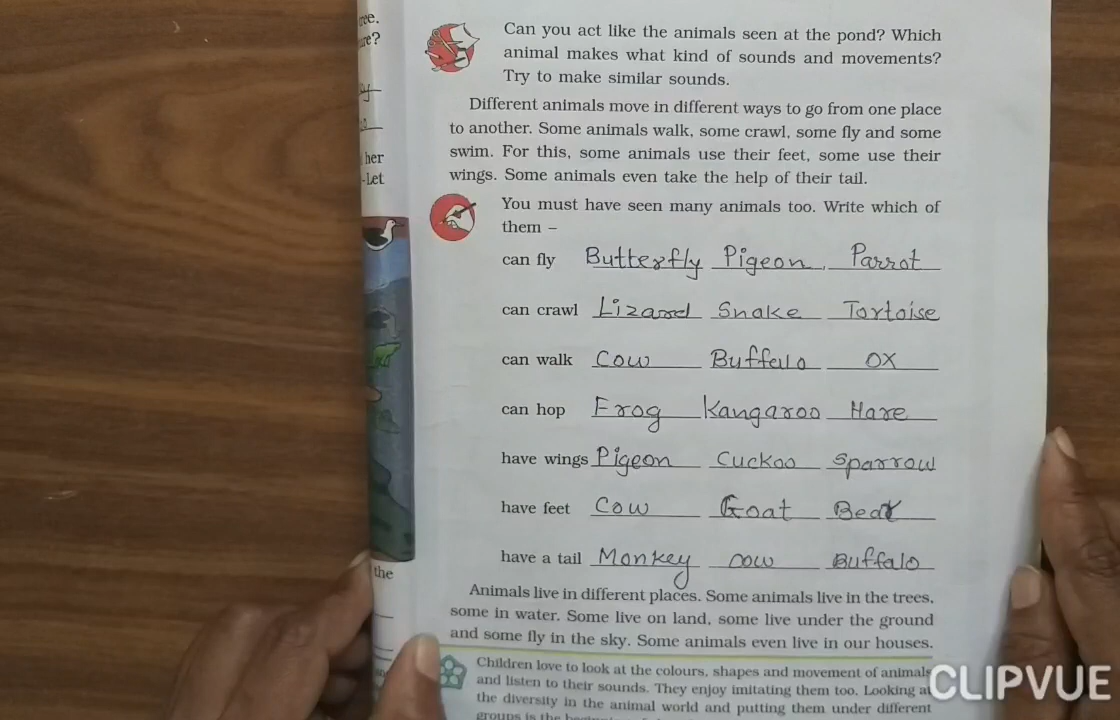 ree.
re?
her
-Let
the
Can you act like the animals seen at the pond? Which
animal makes what kind of sounds and movements?
Try to make similar sounds.
Different animals move in different ways to go from one place
to another. Some animals walk, some crawl, some fly and some
swim. For this, some animals use their feet, some use their
wings. Some animals even take the help of their tail.
You must have seen many animals too. Write which of
them –
can fly Butterfly Pigeon Parrot
can crawl Lizard Snake Tortoise
can walk Cow Buffalo OX
can hop Frog Kangaroo Hare
have wings Pigeon Cuckoo Sparrow
have feet Cow Goat Bear
have a tail Monkey cow Buffalo
Animals live in different places. Some animals live in the trees,
some in water. Some live on land, some live under the ground
and some fly in the sky. Some animals even live in our houses.
Children love to look at the colours, shapes and movement of animals
and listen to their sounds. They enjoy imitating them too. Looking at
the diversity in the animal world and putting them under different
groups is the
CLIPVUE